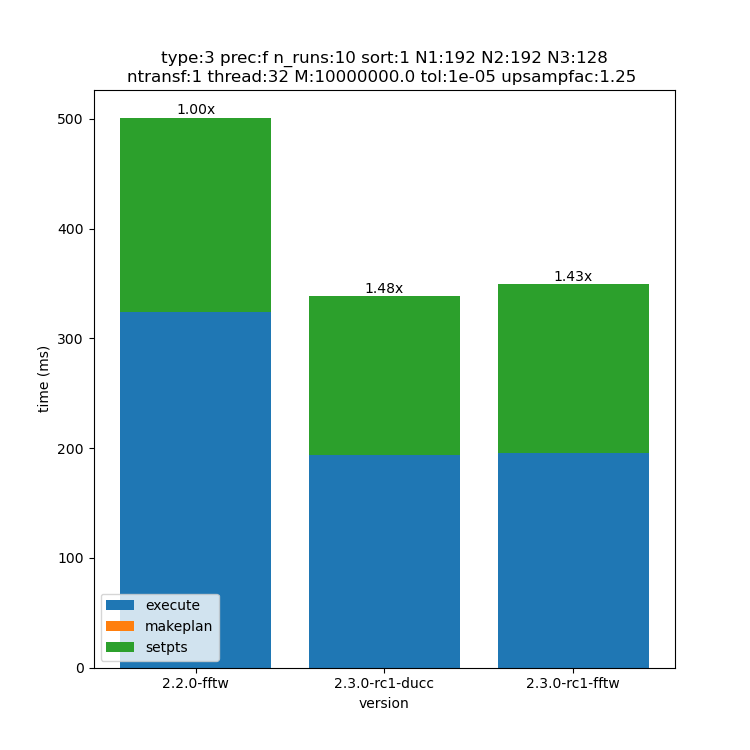 type:3 prec:f n_runs:10 sort:1 N1:192 N2:192 N3:128
ntransf:1 thread:32 M:10000000.0 tol:1e-05 upsampfac:1.25
1.00x
1.48x
1.43x
500
400
300
200
100
0
time (ms)
execute
makeplan
setpts
2.2.0-fftw
2.3.0-rc1-ducc
2.3.0-rc1-fftw
version